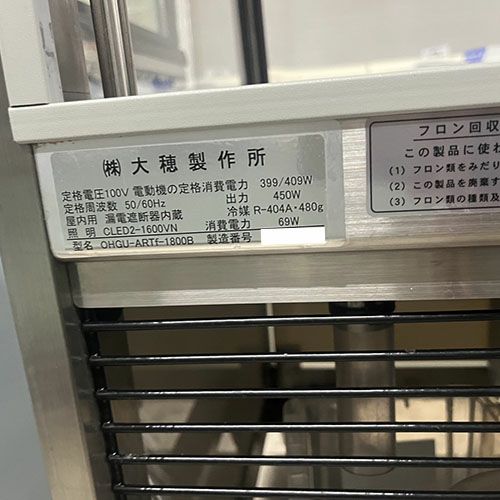 ㈱ 大穂製作所
定格電圧100V 電動機の定格消費電力 399/409W
定格周波数 50/60Hz 出力 450W
屋内用 漏電遮断器内蔵 冷媒 R-404A・480g
照 明 CLED2-1600VN 消費電力 69W
型名 OHGU-ARTf-1800B 製造番号
フロン回収
この製品に使わ
(1) フロン類をみだり
(2) この製品を廃棄す
(3) フロン類の種類及